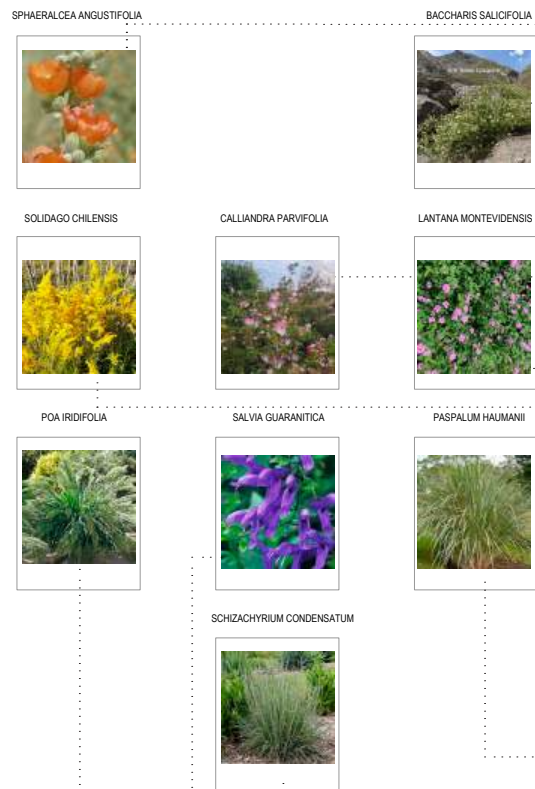 SPHAERALCEA ANGUSTIFOLIA
BACCHARIS SALICIFOLIA
SOLIDAGO CHILENSIS
CALLIANDRA PARVIFOLIA
LANTANA MONTEVIDENSIS
POA IRIDIFOLIA
SALVIA GUARANITICA
PASPALUM HAUMANII
SCHIZACHYRIUM CONDENSATUM